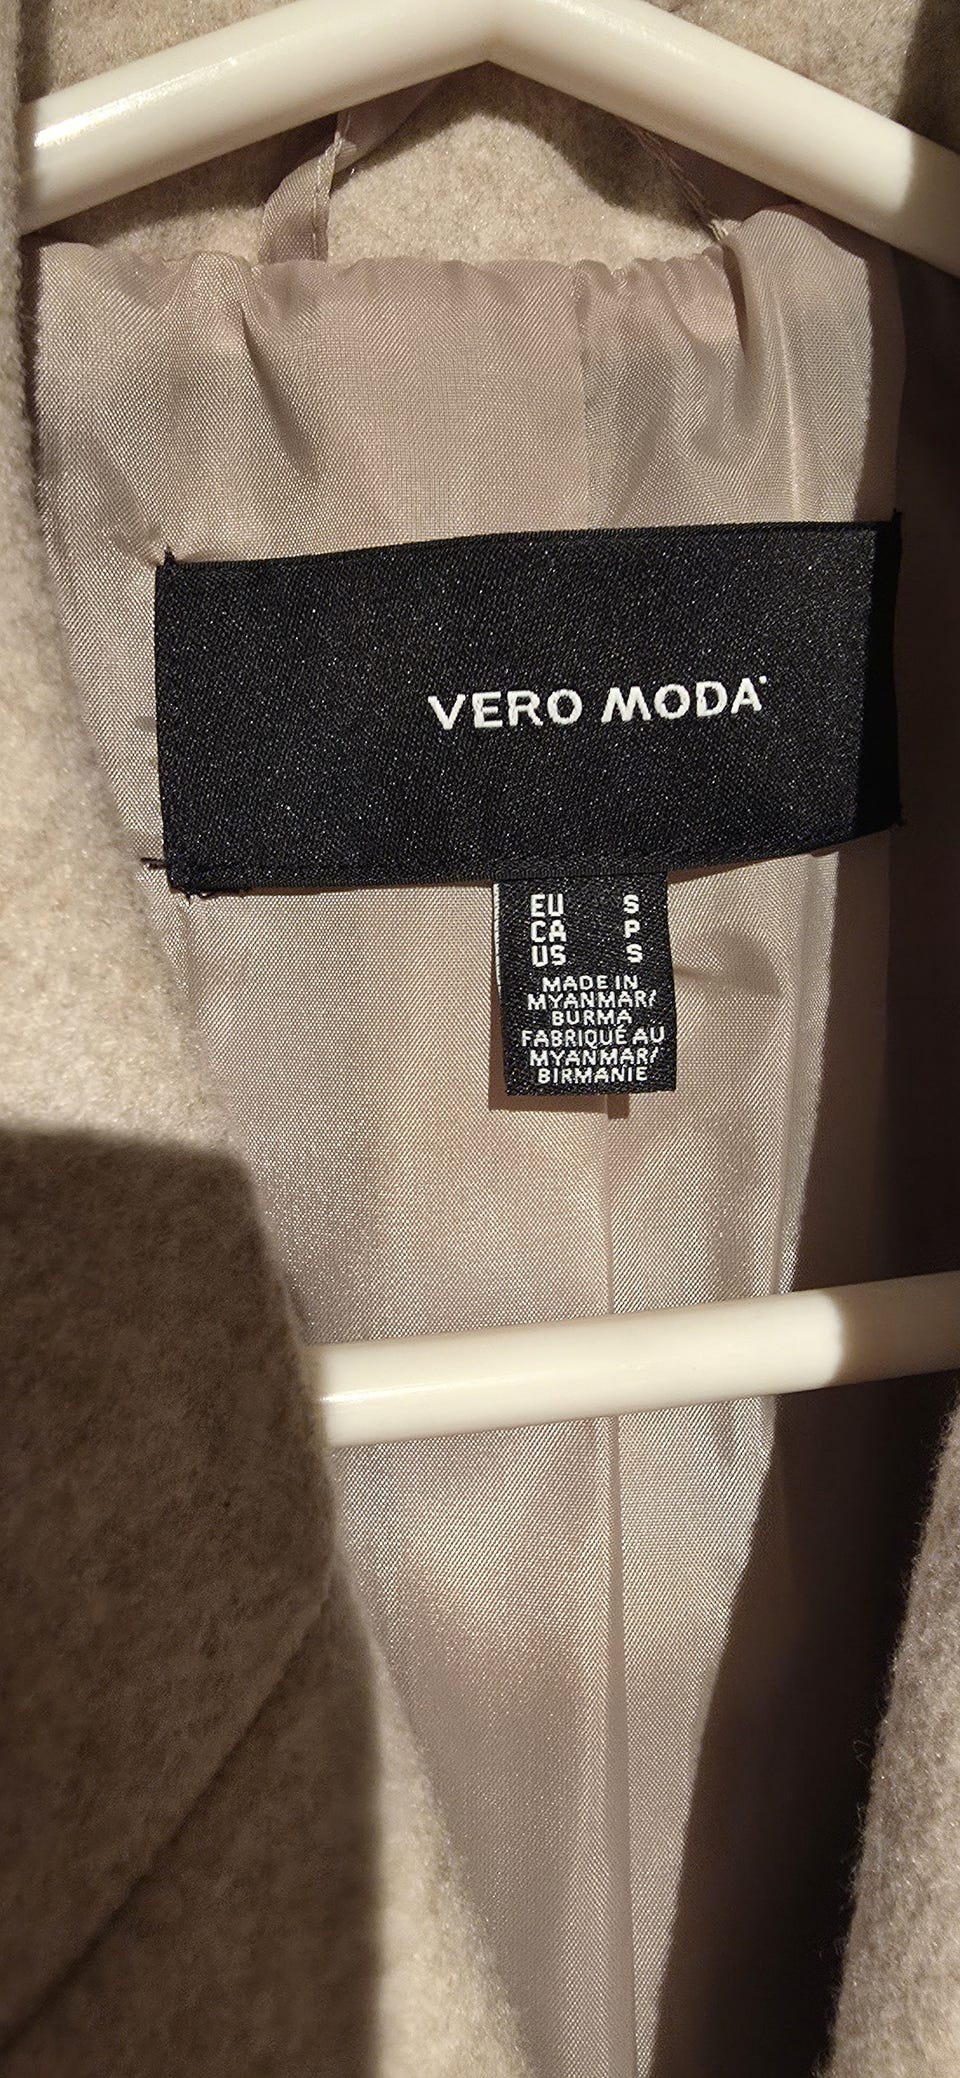 VERO MODA
EU S
CA P
US S
MADE IN
MYANMAR/
BURMA
FABRIQUÉ AU
MYANMAR/
BIRMANIE